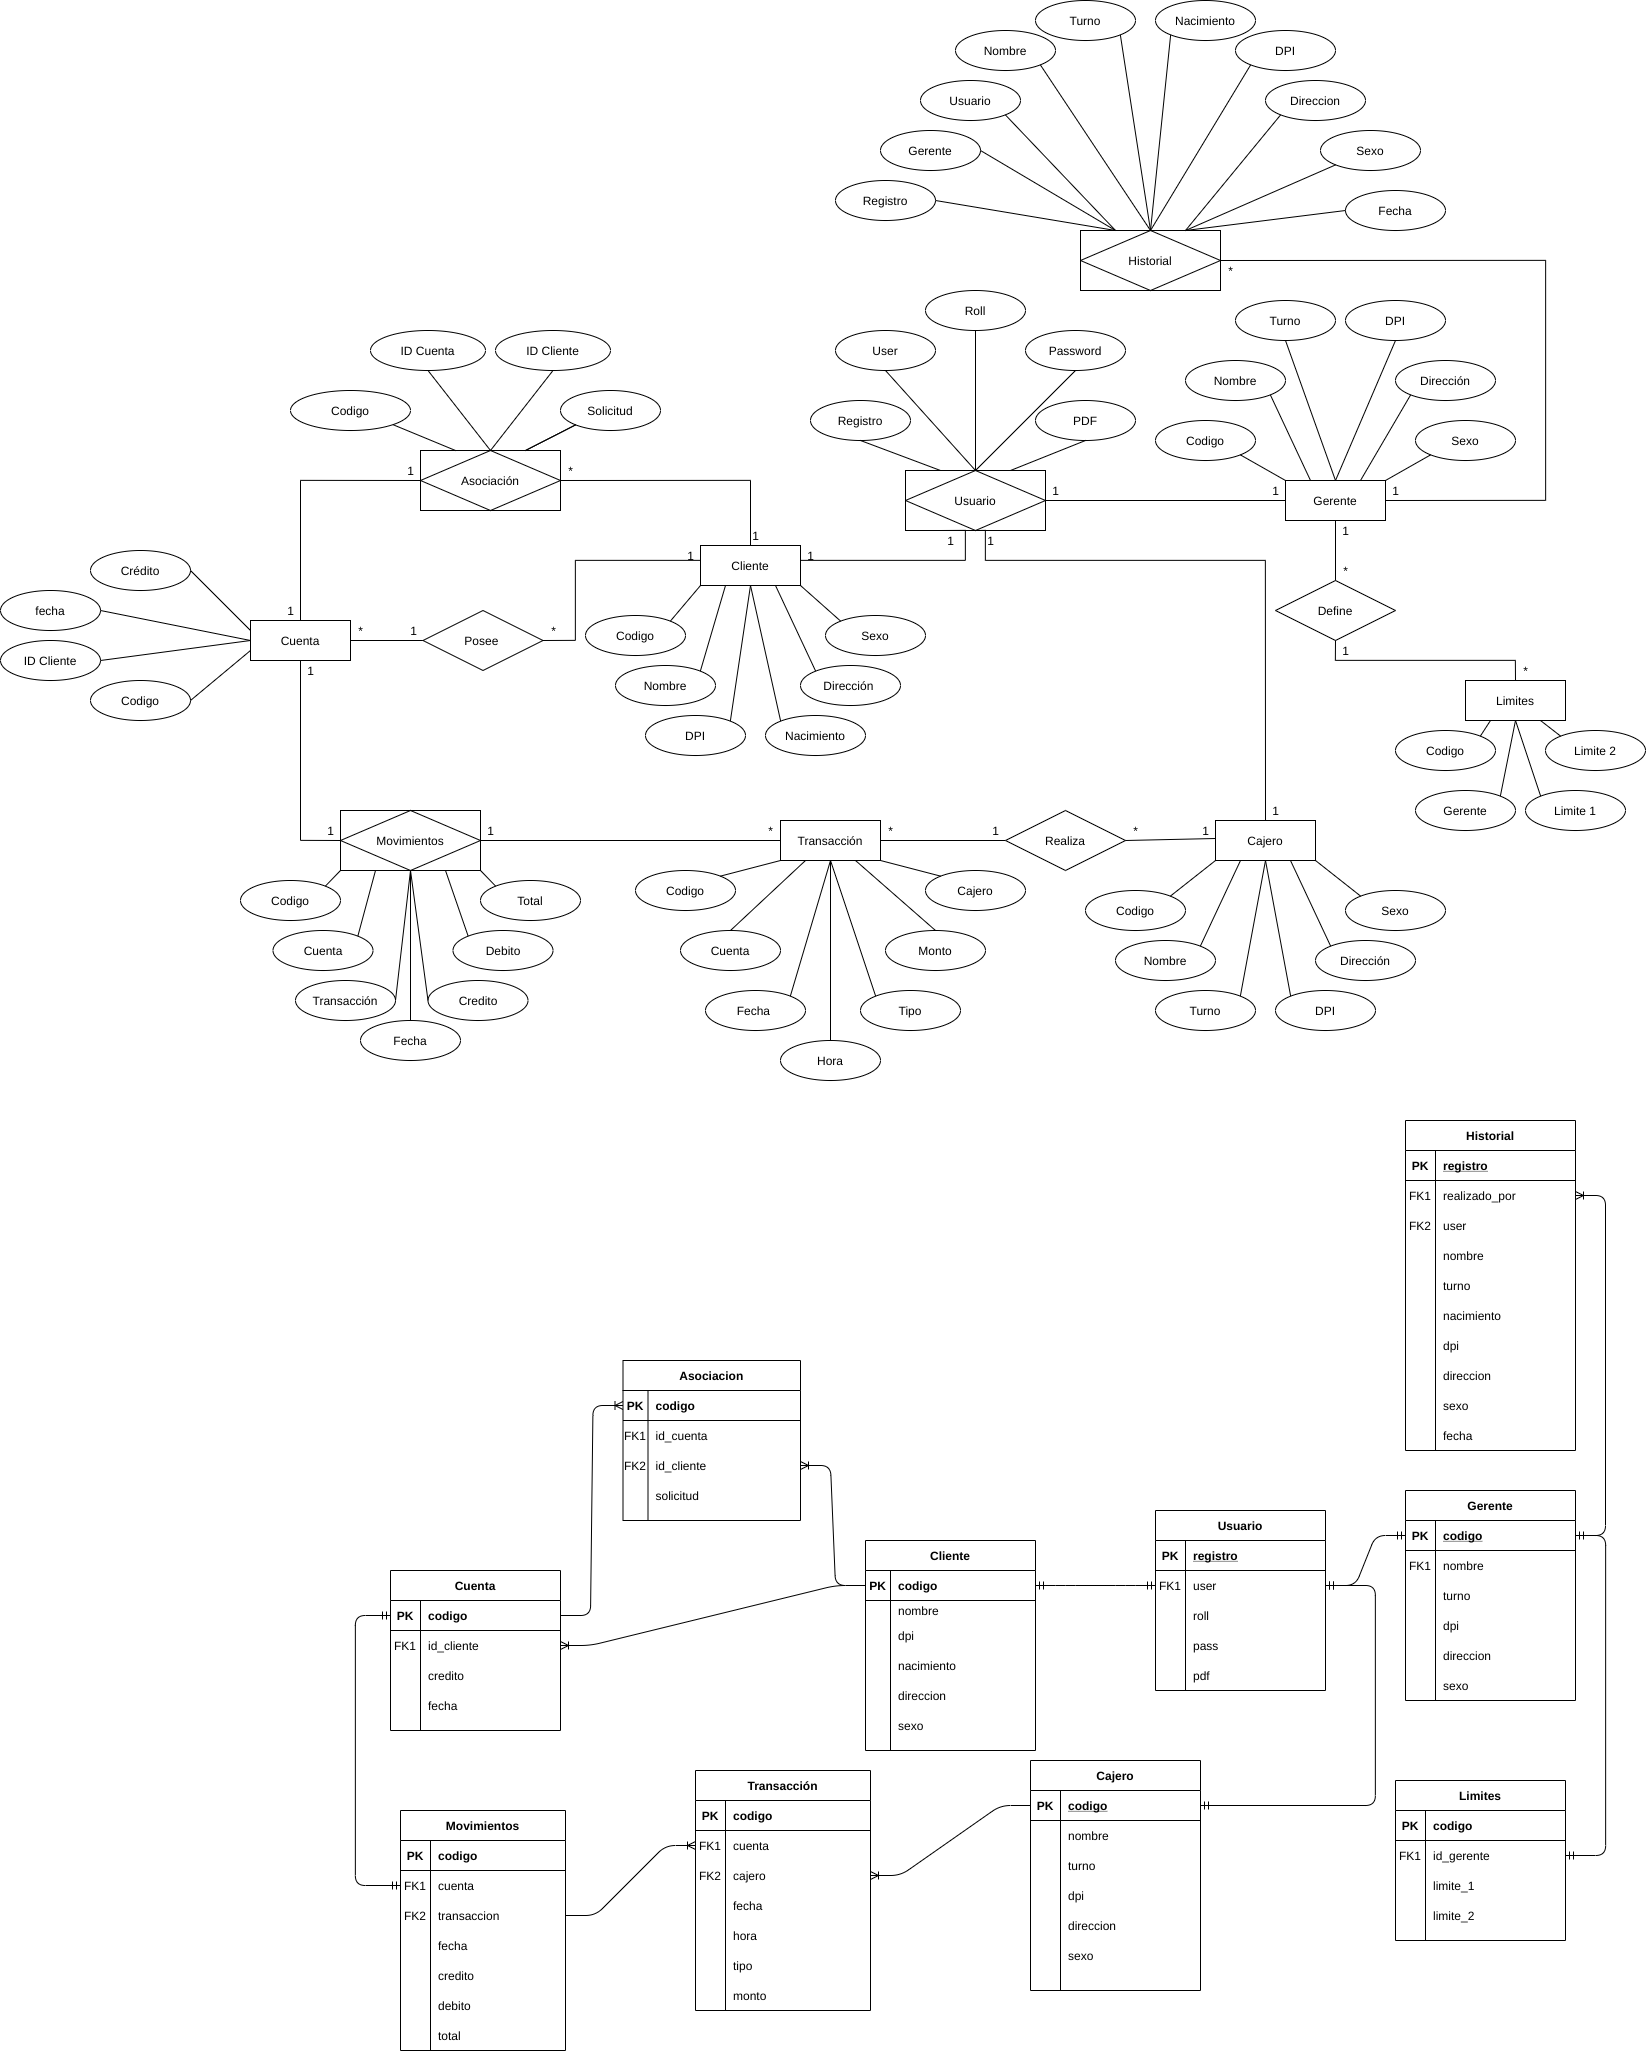 Turno
Nacimiento
Nombre
DPI
Usuario
Direccion
Gerente
Sexo
Registro
Fecha
Historial
*
Roll
Turno
DPI
User
Password
Nombre
Dirección
Registro
PDF
Codigo
Sexo
ID Cuenta
ID Cliente
Codigo
Solicitud
1
Asociación
*
Usuario
1
1
Gerente
1
1
1
1
1
1
Cliente
1
Crédito
fecha
ID Cliente
Codigo
1
Cuenta
*
1
Posee
*
1
Codigo
Sexo
Nombre
Dirección
DPI
Nacimiento
*
Define
1
*
Limites
Codigo
Limite 2
Gerente
Limite 1
1
Movimientos
1
*
Transacción
*
1
Realiza
*
1
1
Cajero
Codigo
Total
Cuenta
Debito
Transacción
Credito
Fecha
Codigo
Cajero
Cuenta
Monto
Fecha
Tipo
Hora
Codigo
Sexo
Nombre
Dirección
Turno
DPI
Historial
PK registro
FK1 realizado_por
FK2 user
nombre
turno
nacimiento
dpi
direccion
sexo
fecha
Asociacion
PK codigo
FK1 id_cuenta
FK2 id_cliente
solicitud
Cuenta
PK codigo
FK1 id_cliente
credito
fecha
Cliente
PK codigo
nombre
dpi
nacimiento
direccion
sexo
Usuario
PK registro
FK1 user
roll
pass
pdf
Gerente
PK codigo
FK1 nombre
turno
dpi
direccion
sexo
Movimientos
PK codigo
FK1 cuenta
FK2 transaccion
fecha
credito
debito
total
Transacción
PK codigo
FK1 cuenta
FK2 cajero
fecha
hora
tipo
monto
Cajero
PK codigo
nombre
turno
dpi
direccion
sexo
Limites
PK codigo
FK1 id_gerente
limite_1
limite_2